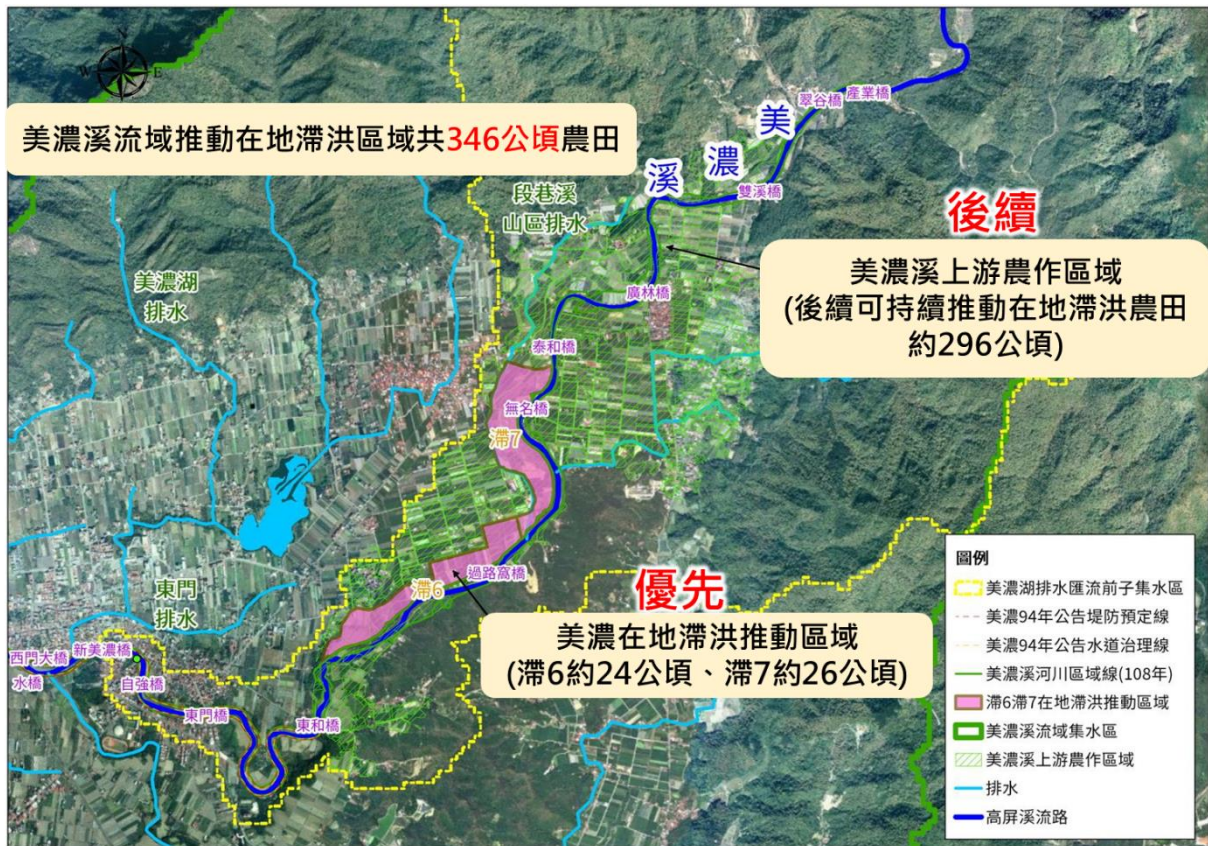 N
W
E
美濃溪流域推動在地滯洪區域共346公頃農田
產業橋
翠谷橋
美
濃
溪
雙溪橋
段巷溪
山區排水
後續
美濃溪上游農作區域
(後續可持續推動在地滯洪農田
約296公頃)
美濃湖
排水
廣林橋
泰和橋
無名橋
滯7
過路窩橋
滯6
優先
美濃在地滯洪推動區域
(滯6約24公頃、滯7約26公頃)
東門
排水
西門大橋
新美濃橋
水橋
自強橋
東門橋
東和橋
圖例
美濃湖排水匯流前子集水區
美濃94年公告堤防預定線
美濃94年公告水道治理線
美濃溪河川區域線(108年)
滯6滯7在地滯洪推動區域
美濃溪流域集水區
美濃溪上游農作區域
排水
高屏溪流路